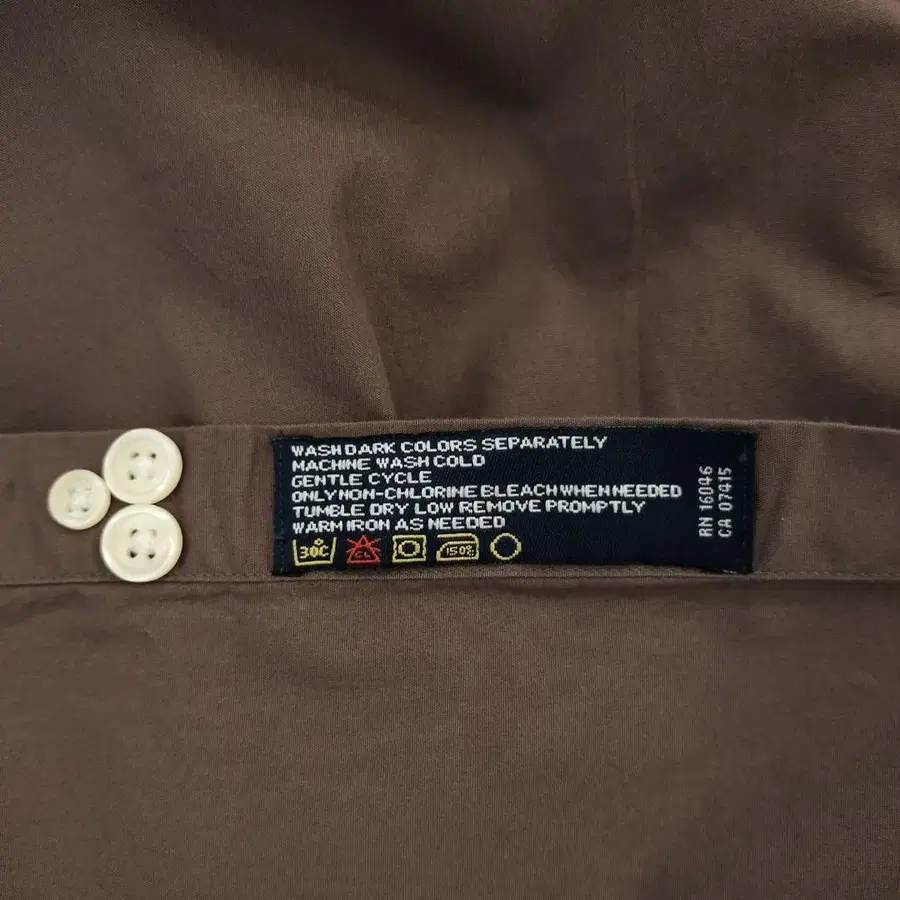 WASH DARK COLORS SEPARATELY
MACHINE WASH COLD
GENTLE CYCLE
ONLY NON-CHLORINE BLEACH WHEN NEEDED
TUMBLE DRY LOW REMOVE PROMPTLY
WARM IRON AS NEEDED
30C CL 150°
RN 16046
CA 07415